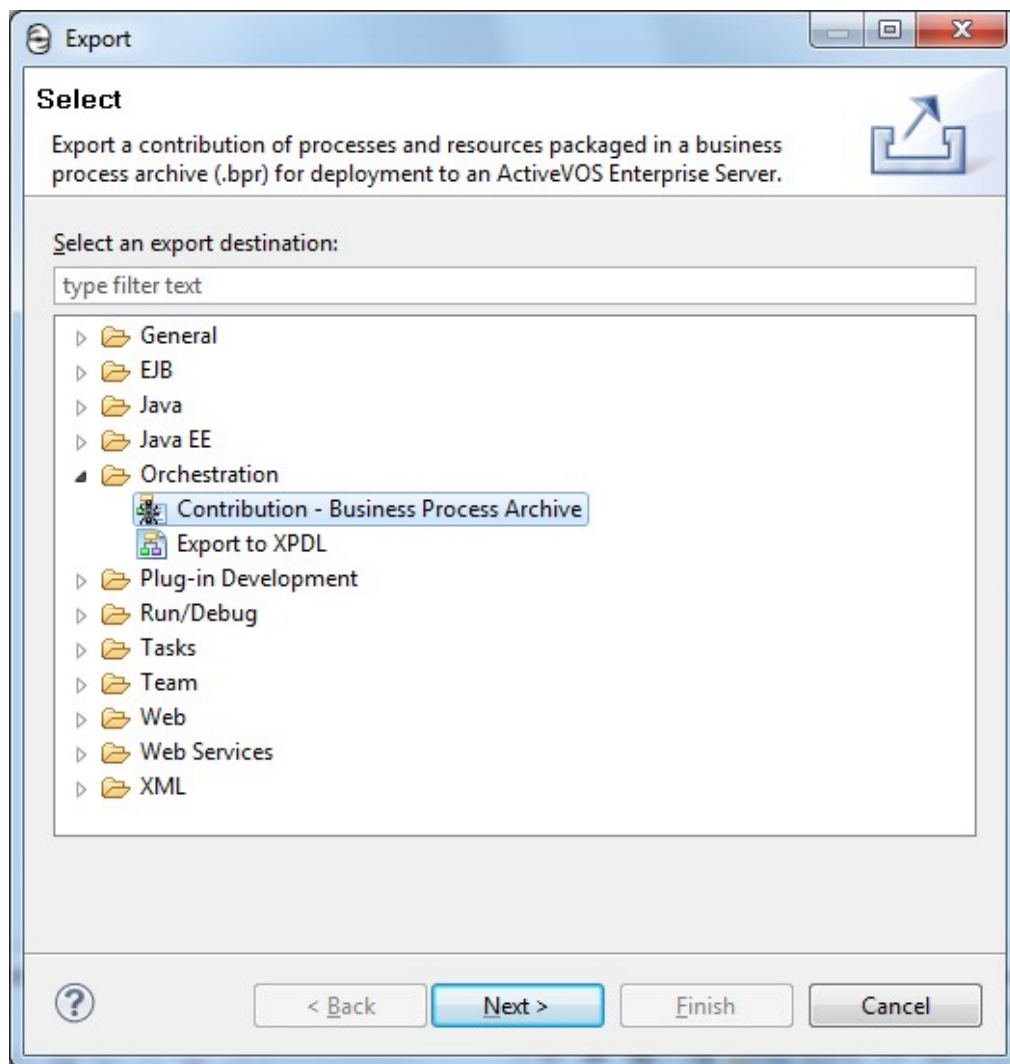 Export
Select
Export a contribution of processes and resources packaged in a business
process archive (.bpr) for deployment to an ActiveVOS Enterprise Server.
Select an export destination:
type filter text
General
EJB
Java
Java EE
Orchestration
Contribution - Business Process Archive
Export to XPDL
Plug-in Development
Run/Debug
Tasks
Team
Web
Web Services
XML
? < Back Next > Finish Cancel